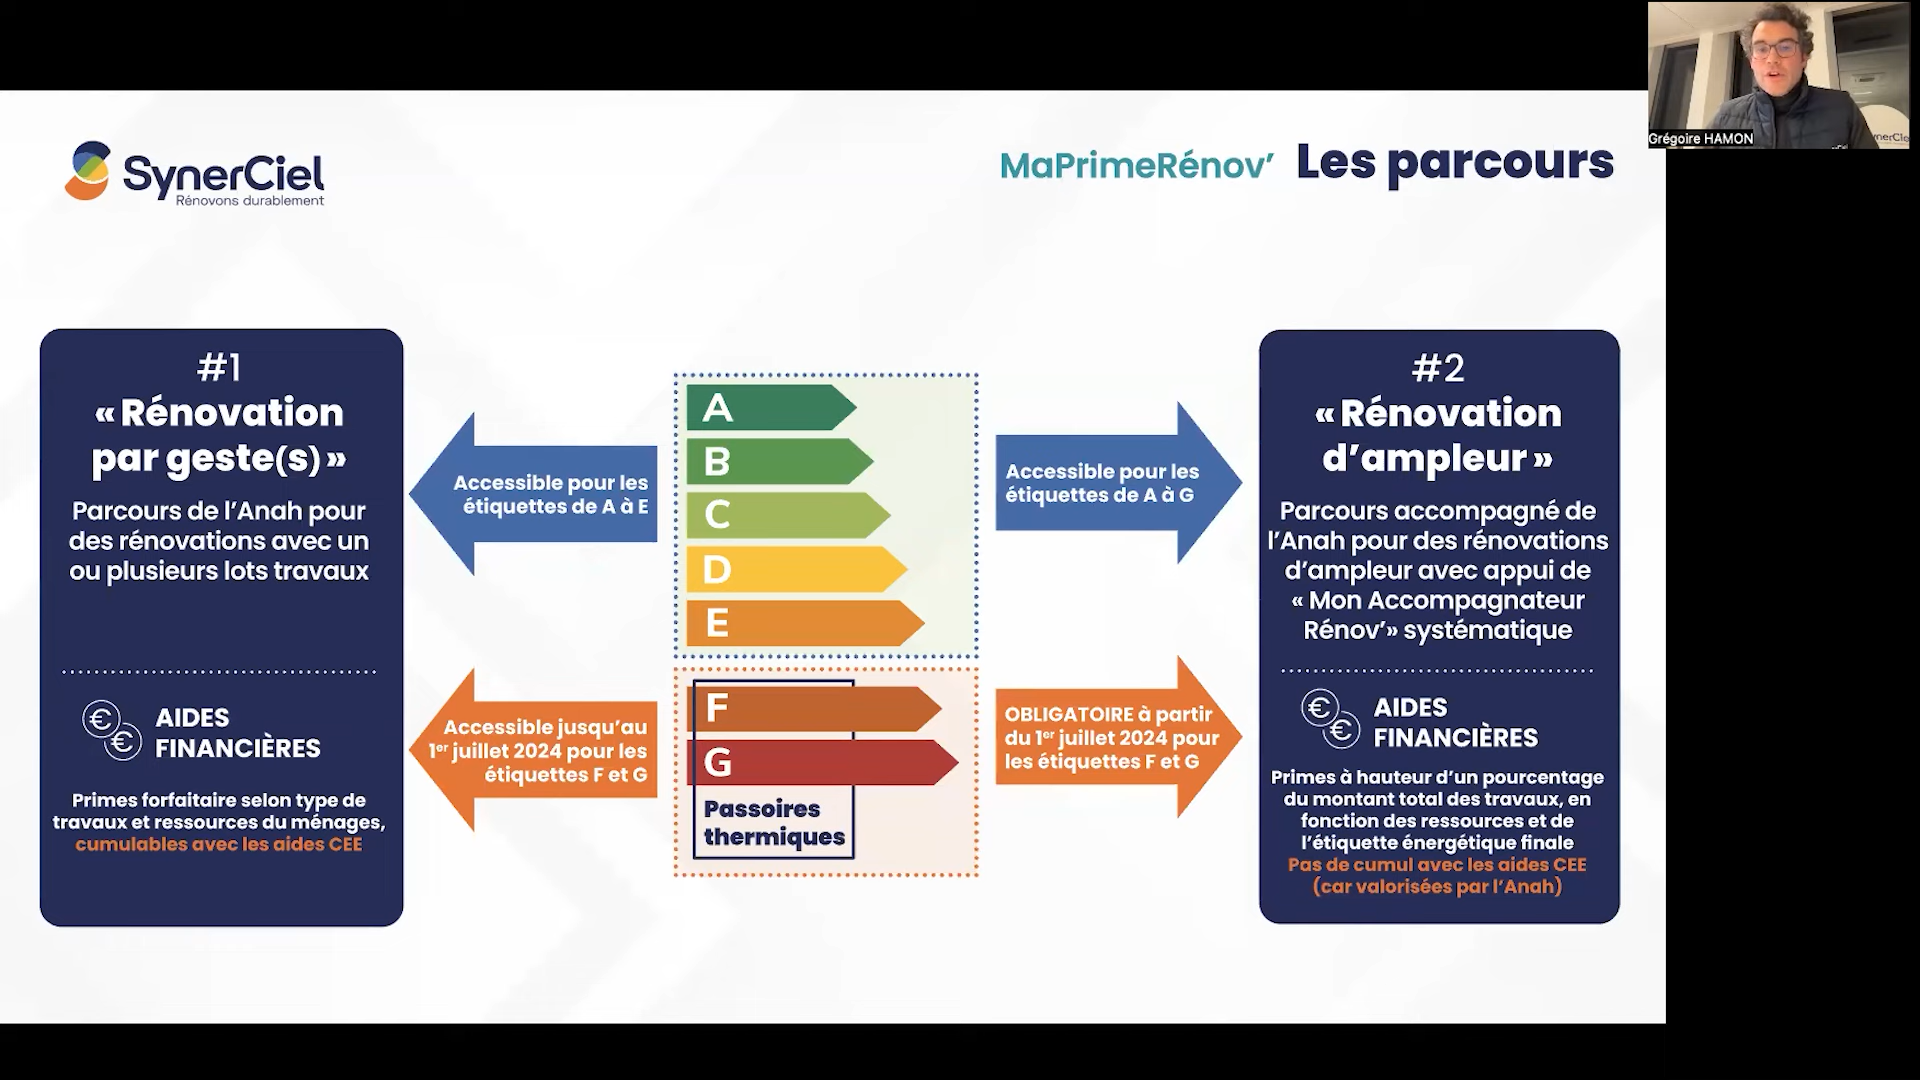 SynerCiel
Rénovons durablement
MaPrimeRénov’ Les parcours
Grégoire HAMON
#1
« Rénovation
par geste(s) »
Parcours de l’Anah pour
des rénovations avec un
ou plusieurs lots travaux
AIDES
FINANCIÈRES
Primes forfaitaire selon type de
travaux et ressources du ménages,
cumulables avec les aides CEE
Accessible pour les
étiquettes de A à E
Accessible jusqu’au
1er juillet 2024 pour les
étiquettes F et G
A
B
C
D
E
F
G
Passoires
thermiques
Accessible pour les
étiquettes de A à G
OBLIGATOIRE à partir
du 1er juillet 2024 pour
les étiquettes F et G
#2
« Rénovation
d’ampleur »
Parcours accompagné de
l’Anah pour des rénovations
d’ampleur avec appui de
« Mon Accompagnateur
Rénov’» systématique
AIDES
FINANCIÈRES
Primes à hauteur d’un pourcentage
du montant total des travaux, en
fonction des ressources et de
l’étiquette énergétique finale
Pas de cumul avec les aides CEE
(car valorisées par l’Anah)